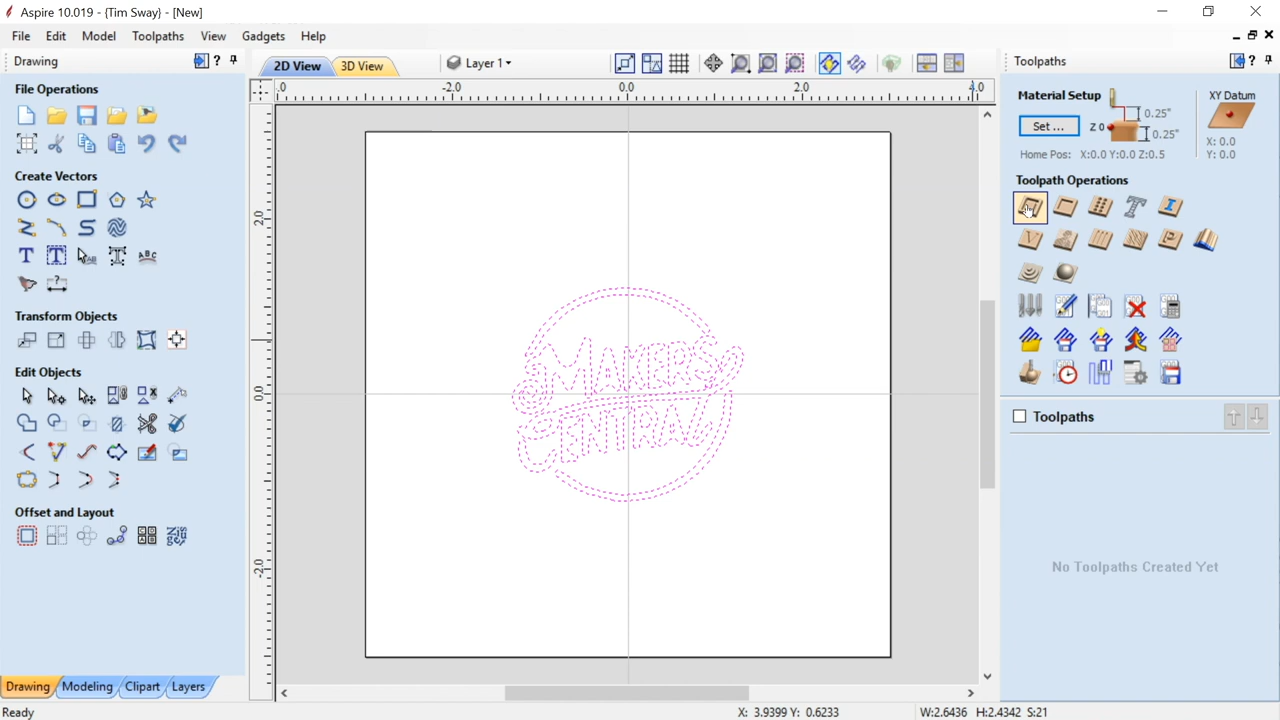 Aspire 10.019 - {Tim Sway} - [New]
File Edit Model Toolpaths View Gadgets Help
Drawing
2D View 3D View
Layer 1
Toolpaths
File Operations
Create Vectors
Transform Objects
Edit Objects
Offset and Layout
Drawing Modeling Clipart Layers
.0 -2.0 0.0 2.0 4.0
2.0
0.0
-2.0
MAKERS
CENTRAL
Material Setup
Set ...
Z 0
0.25"
0.25"
XY Datum
X: 0.0
Y: 0.0
Home Pos: X:0.0 Y:0.0 Z:0.5
Toolpath Operations
Toolpaths
No Toolpaths Created Yet
Ready
X: 3.9399 Y: 0.6233
W:2.6436 H:2.4342 S:21